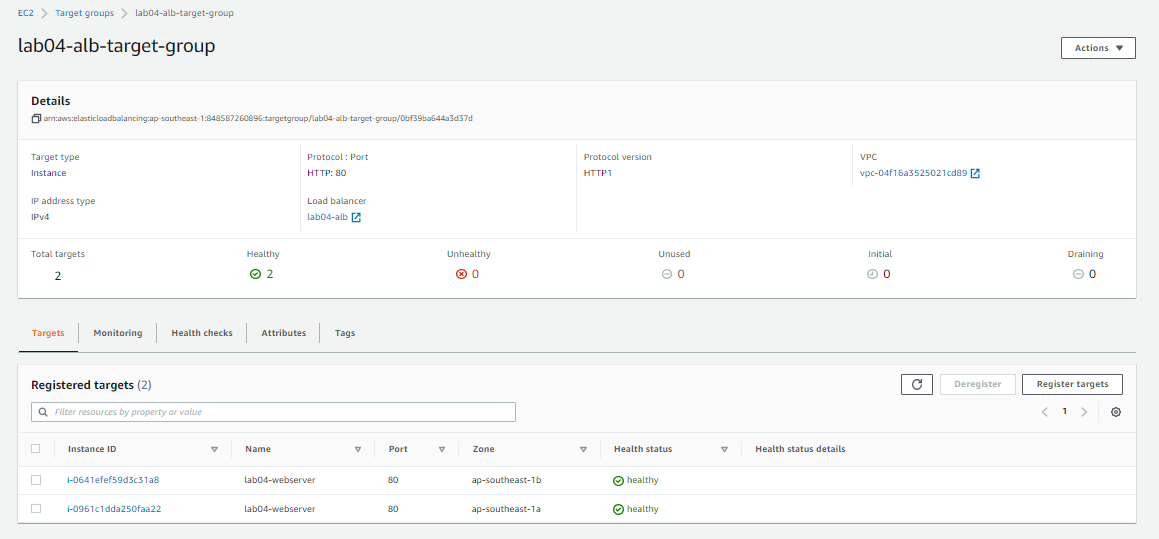 EC2 > Target groups > lab04-alb-target-group
lab04-alb-target-group
Actions
Details
arn:aws:elasticloadbalancing:ap-southeast-1:848587260896:targetgroup/lab04-alb-target-group/0bf39ba644a3d37d
Target type Protocol : Port Protocol version VPC
Instance HTTP: 80 HTTP1 vpc-04f16a3525021cd89
IP address type Load balancer
IPv4 lab04-alb
Total targets Healthy Unhealthy Unused Initial Draining
2 2 0 0 0 0
Targets Monitoring Health checks Attributes Tags
Registered targets (2) Deregister Register targets
Filter resources by property or value 1
Instance ID Name Port Zone Health status Health status details
i-0641efef59d3c31a8 lab04-webserver 80 ap-southeast-1b healthy
i-0961c1dda250faa22 lab04-webserver 80 ap-southeast-1a healthy